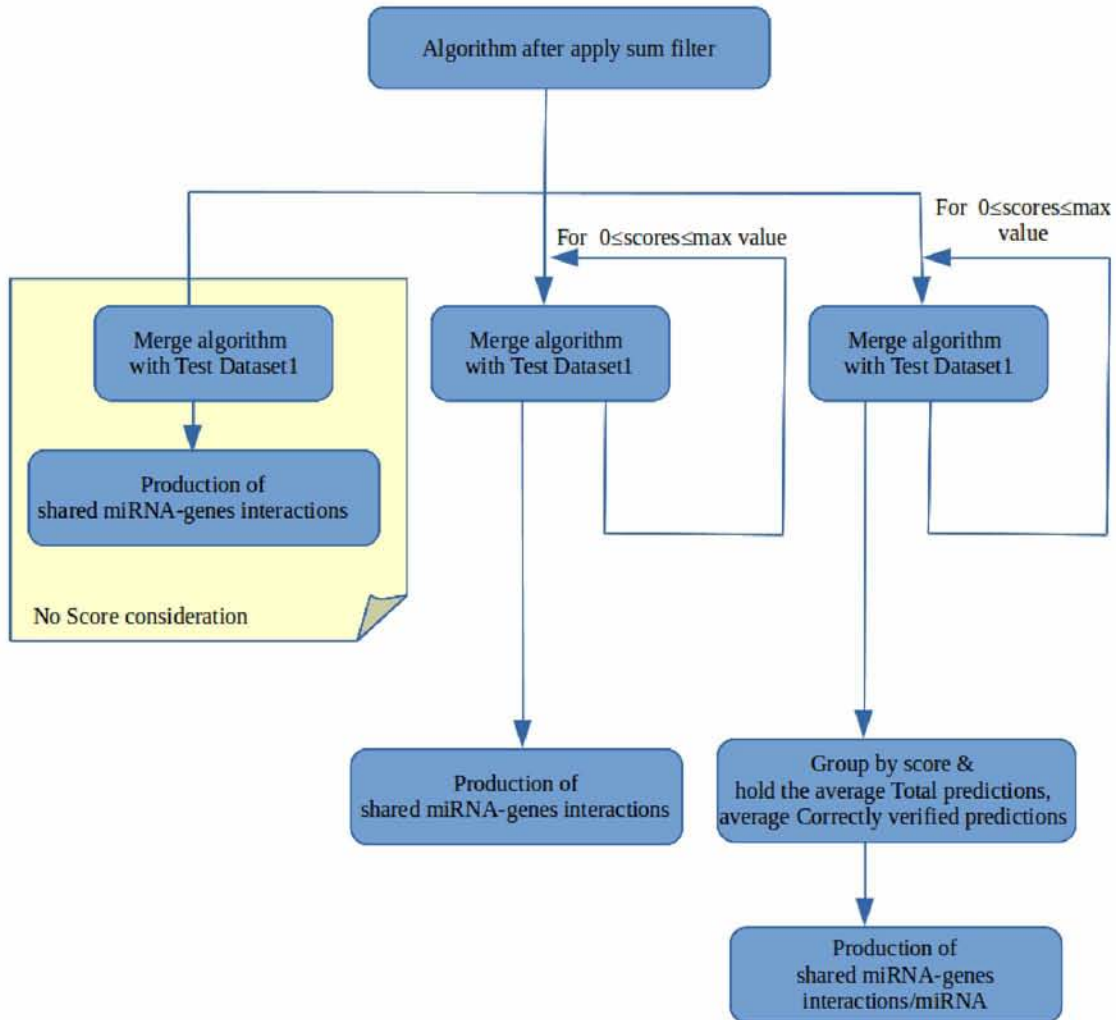 Algorithm after apply sum filter
For 0≤scores≤max value
For 0≤scores≤max
value
Merge algorithm
with Test Dataset1
Merge algorithm
with Test Dataset1
Merge algorithm
with Test Dataset1
Production of
shared miRNA-genes interactions
No Score consideration
Production of
shared miRNA-genes interactions
Group by score &
hold the average Total predictions,
average Correctly verified predictions
Production of
shared miRNA-genes
interactions/miRNA